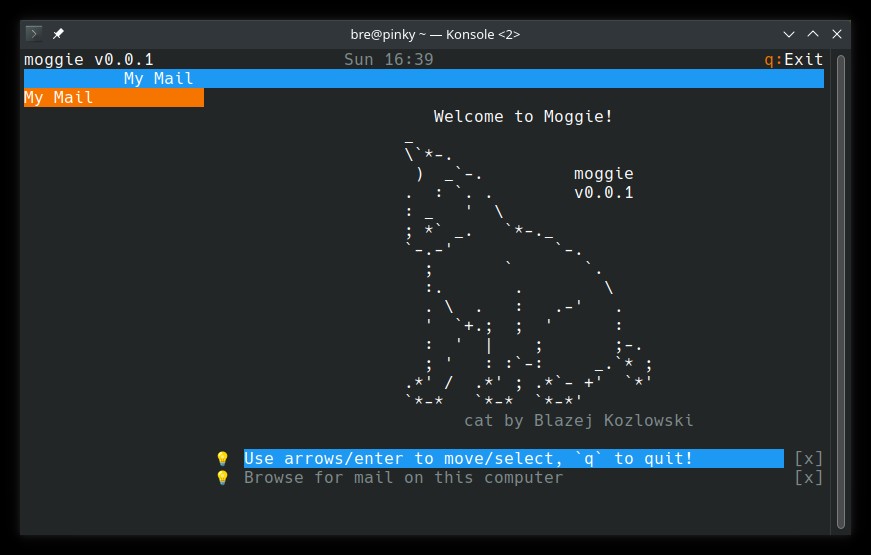 bre@pinky ~ — Konsole <2>
moggie v0.0.1 Sun 16:39 q:Exit
My Mail
My Mail
Welcome to Moggie!
moggie
v0.0.1
cat by Blazej Kozlowski
Use arrows/enter to move/select, `q` to quit! [x]
Browse for mail on this computer [x]